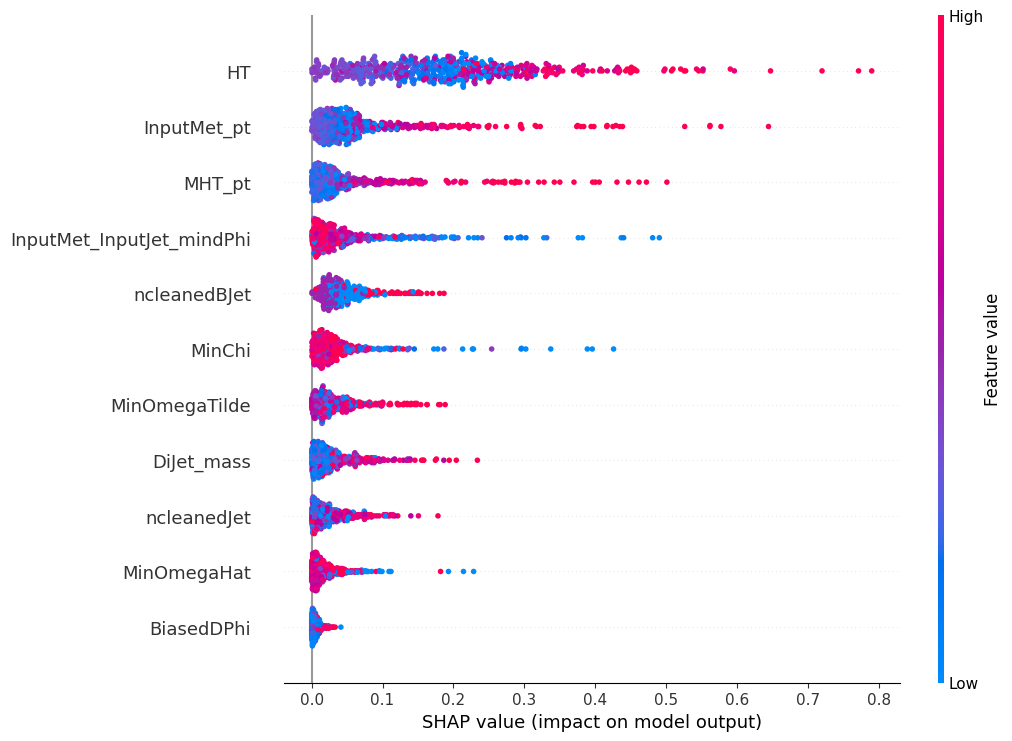 HT
InputMet_pt
MHT_pt
InputMet_InputJet_mindPhi
ncleanedBJet
MinChi
MinOmegaTilde
DiJet_mass
ncleanedJet
MinOmegaHat
BiasedDPhi
0.0 0.1 0.2 0.3 0.4 0.5 0.6 0.7 0.8
SHAP value (impact on model output)
High
Feature value
Low